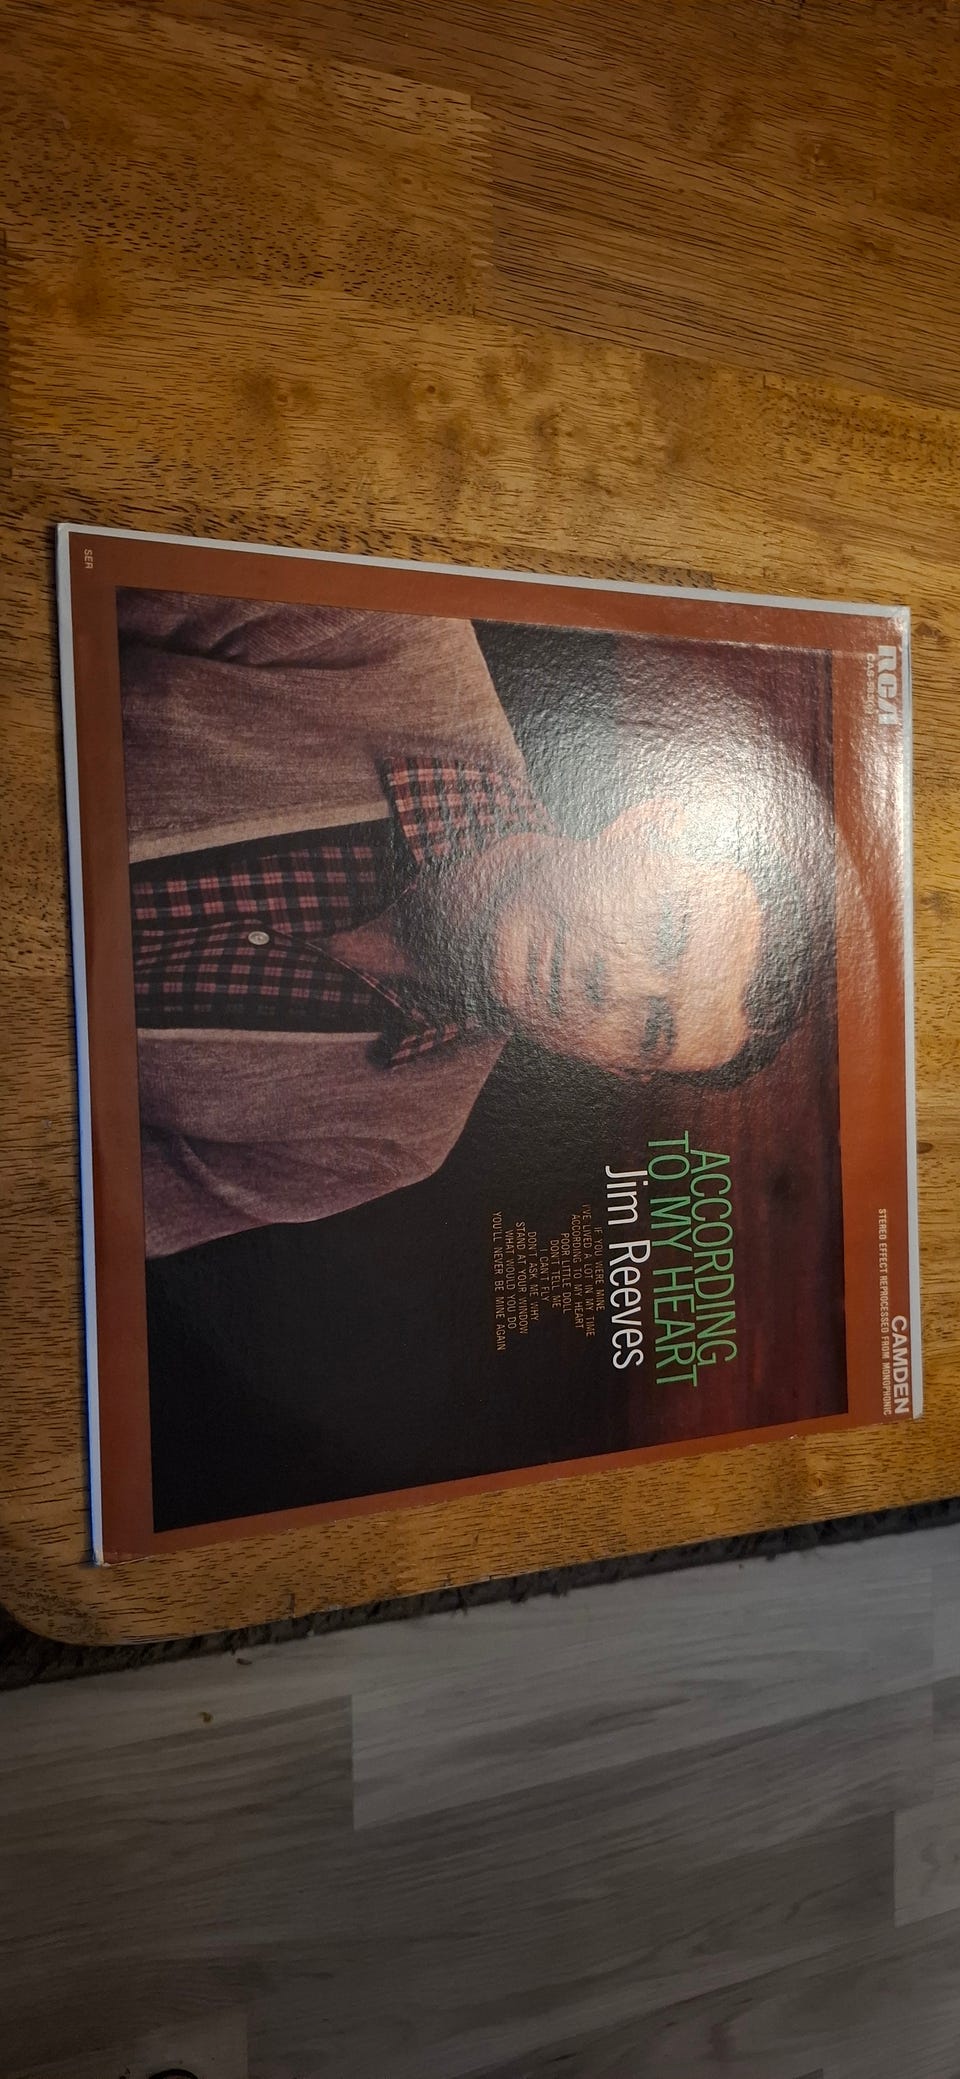 RCA
CAMDEN
STEREO EFFECT REPROCESSED FROM MONOPHONIC
ACCORDING
TO MY HEART
Jim Reeves
IF YOU WERE MINE
I'VE LIVED A LOT IN MY TIME
ACCORDING TO MY HEART
POOR LITTLE DOLL
DON'T TELL ME
I CAN'T FLY
DON'T ASK ME WHY
STAND AT YOUR WINDOW
WHAT WOULD YOU DO
YOU'LL NEVER BE MINE AGAIN
SER